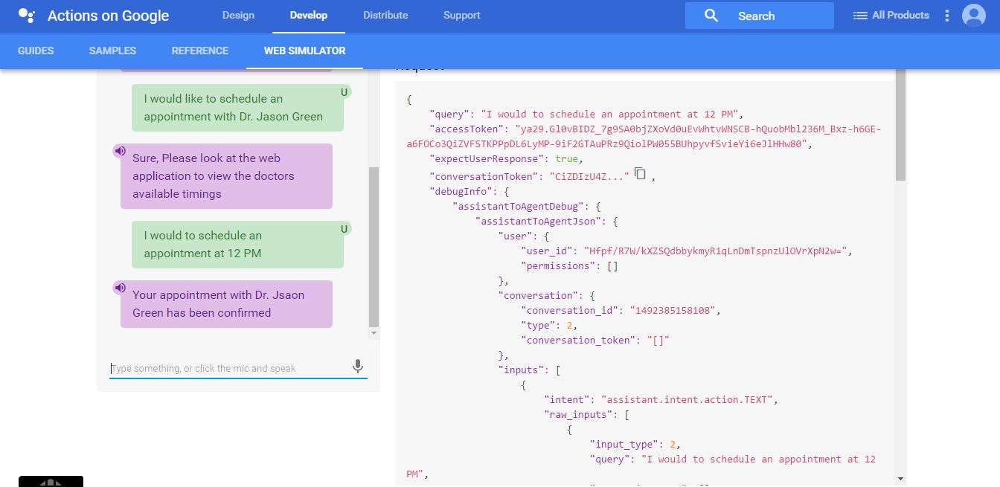 Actions on Google
Design
Develop
Distribute
Support
Search
All Products
GUIDES
SAMPLES
REFERENCE
WEB SIMULATOR
I would like to schedule an
appointment with Dr. Jason Green
U
Sure, Please look at the web
application to view the doctors
available timings
I would to schedule an
appointment at 12 PM
U
Your appointment with Dr. Jsaon
Green has been confirmed
Type something, or click the mic and speak
Request
{
"query": "I would to schedule an appointment at 12 PM",
"accessToken": "ya29.Gl0vBIDZ_7g9SA0bjZXoVd0uEvWhtvWN5CB-hQuobMbl236M_Bxz-h6GE-
a6FOCo3QiZVFSTKPPpDL6LyMP-9iF2GTAuPRz9QiolPW055BUhpyvfSvieYi6eJlHHw80",
"expectUserResponse": true,
"conversationToken": "CiZDIzU4Z..." ,
"debugInfo": {
"assistantToAgentDebug": {
"assistantToAgentJson": {
"user": {
"user_id": "Hfpf/R7W/kXZSQdbbykmyR1qLnDmTspnzUlOVrXpN2w=",
"permissions": []
},
"conversation": {
"conversation_id": "1492385158108",
"type": 2,
"conversation_token": "[]"
},
"inputs": [
{
"intent": "assistant.intent.action.TEXT",
"raw_inputs": [
{
"input_type": 2,
"query": "I would to schedule an appointment at 12
PM",